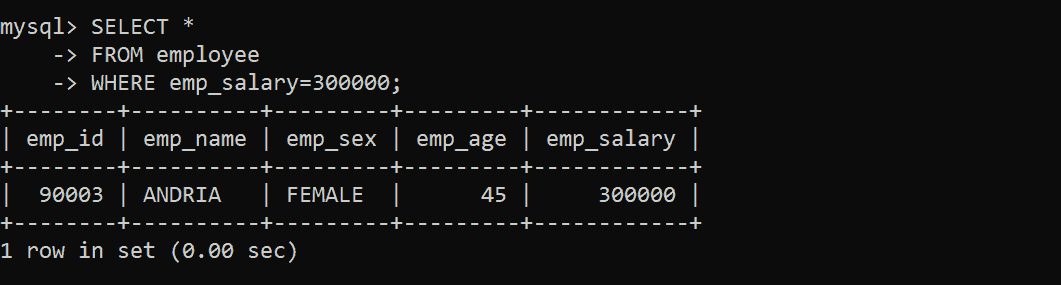 mysql> SELECT *
    -> FROM employee
    -> WHERE emp_salary=300000;
+--------+----------+---------+---------+------------+
| emp_id | emp_name | emp_sex | emp_age | emp_salary |
+--------+----------+---------+---------+------------+
|  90003 | ANDRIA   | FEMALE  |      45 |     300000 |
+--------+----------+---------+---------+------------+
1 row in set (0.00 sec)